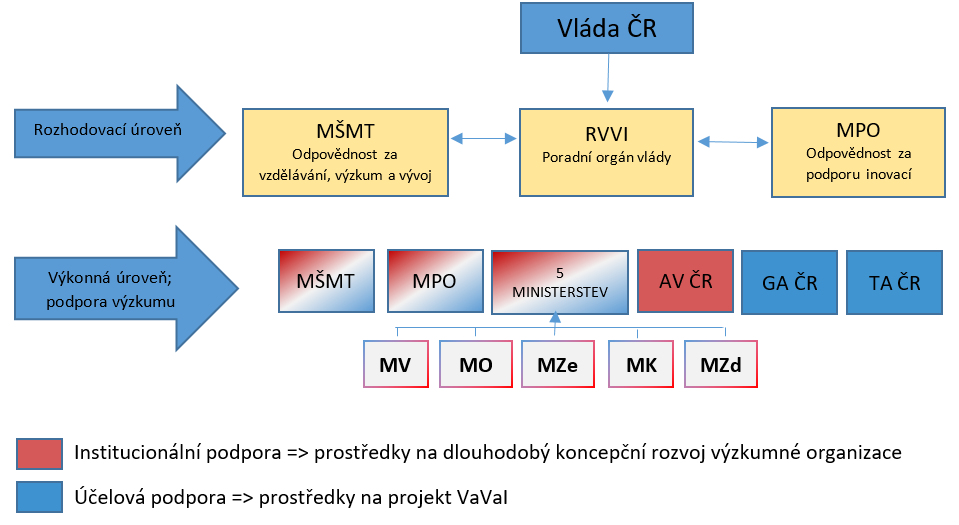 Vláda ČR
Rozhodovací úroveň
MŠMT
Odpovědnost za
vzdělávání, výzkum a vývoj
RVVI
Poradní orgán vlády
MPO
Odpovědnost za
podporu inovací
Výkonná úroveň;
podpora výzkumu
MŠMT
MPO
5
MINISTERSTEV
AV ČR
GA ČR
TA ČR
MV
MO
MZe
MK
MZd
Institucionální podpora => prostředky na dlouhodobý koncepční rozvoj výzkumné organizace
Účelová podpora => prostředky na projekt VaVaI